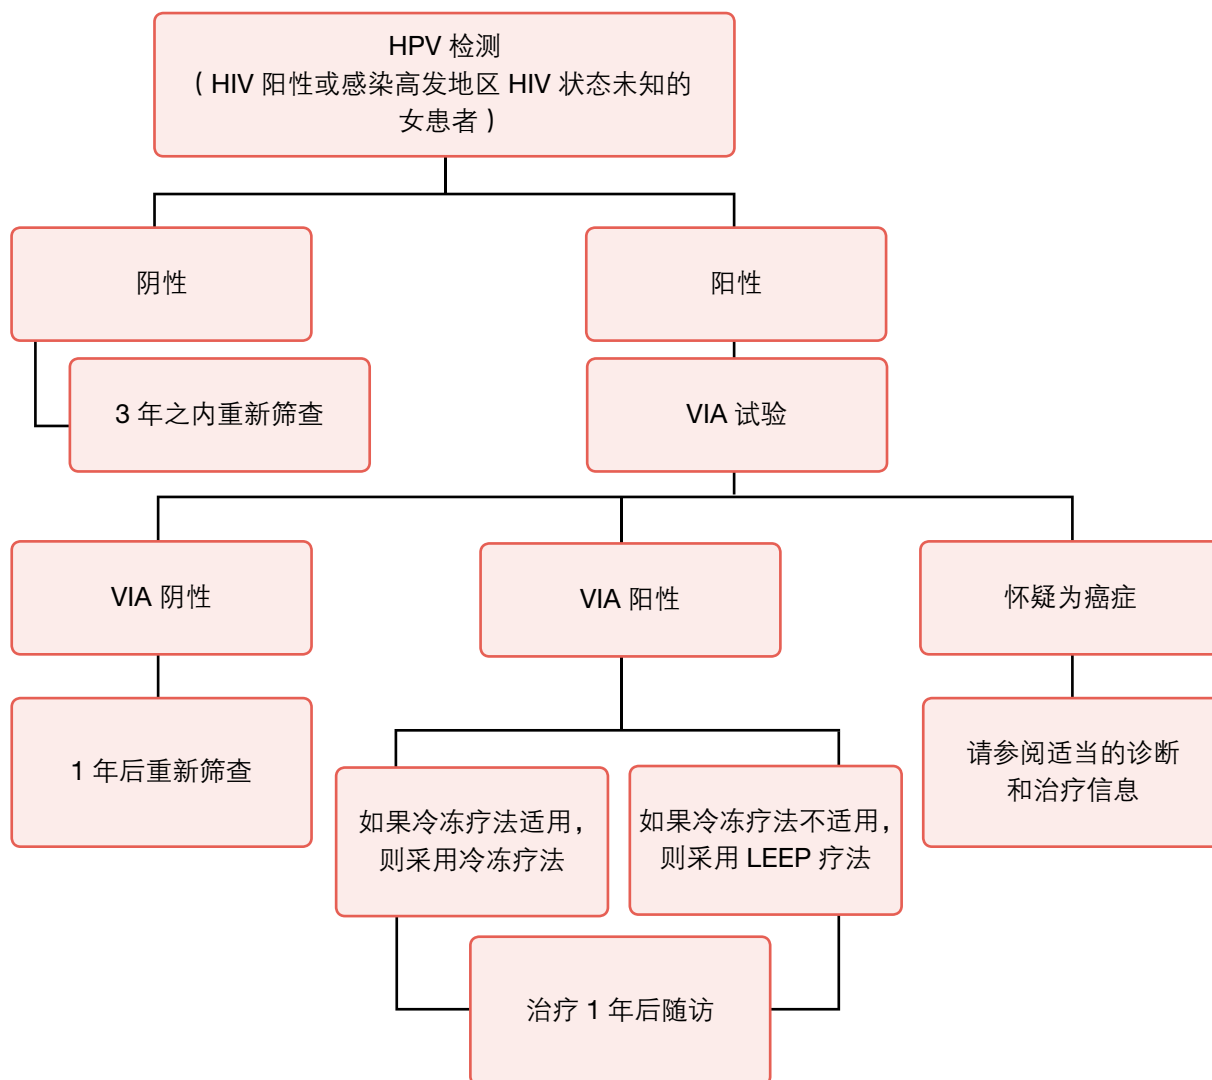 HPV 检测
（HIV 阳性或感染高发地区 HIV 状态未知的
女患者）
阴性
阳性
3 年之内重新筛查
VIA 试验
VIA 阴性
VIA 阳性
怀疑为癌症
1 年后重新筛查
如果冷冻疗法适用，
则采用冷冻疗法
如果冷冻疗法不适用，
则采用 LEEP 疗法
请参阅适当的诊断
和治疗信息
治疗 1 年后随访